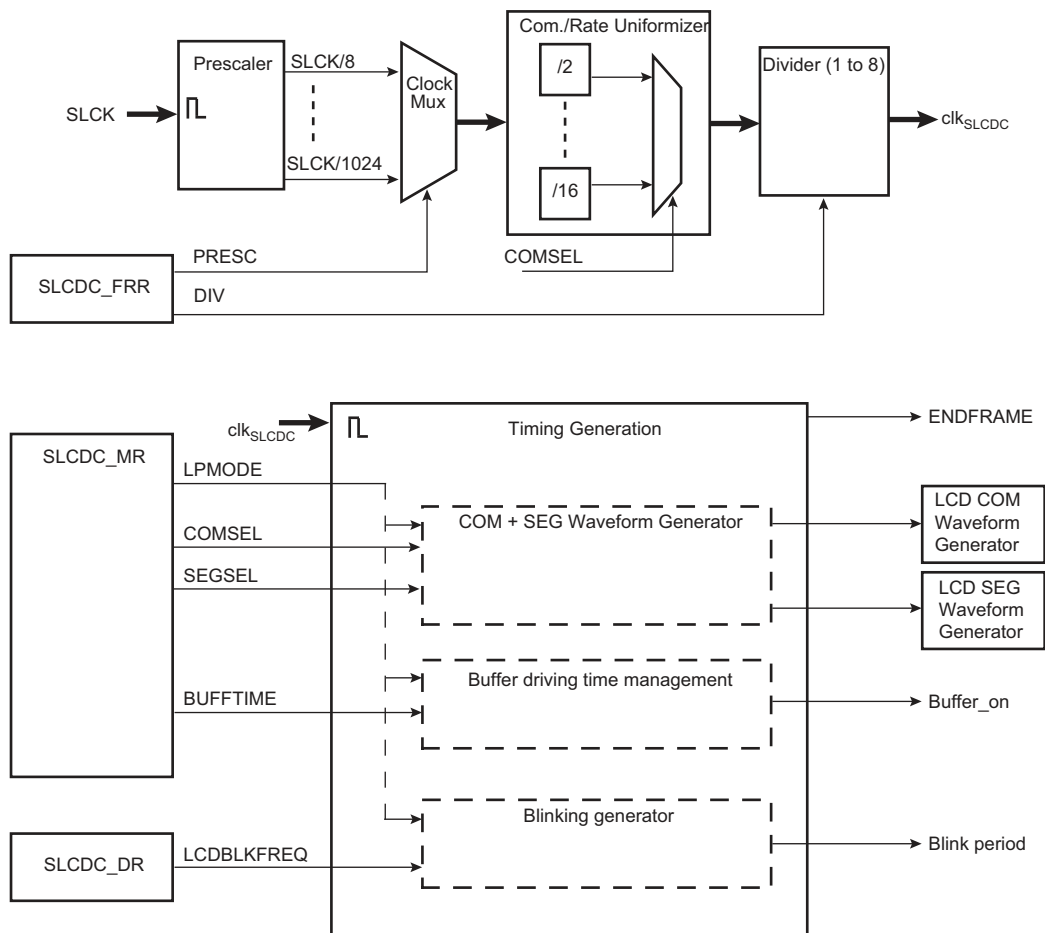 Com./Rate Uniformizer
Prescaler
SLCK/8
/2
Divider (1 to 8)
Clock
Mux
SLCK
clkSLCDC
SLCK/1024
/16
PRESC
COMSEL
SLCDC_FRR
DIV
clkSLCDC
Timing Generation
ENDFRAME
SLCDC_MR
LPMODE
COM + SEG Waveform Generator
LCD COM
Waveform
Generator
COMSEL
SEGSEL
LCD SEG
Waveform
Generator
Buffer driving time management
BUFFTIME
Buffer_on
Blinking generator
SLCDC_DR
LCDBLKFREQ
Blink period